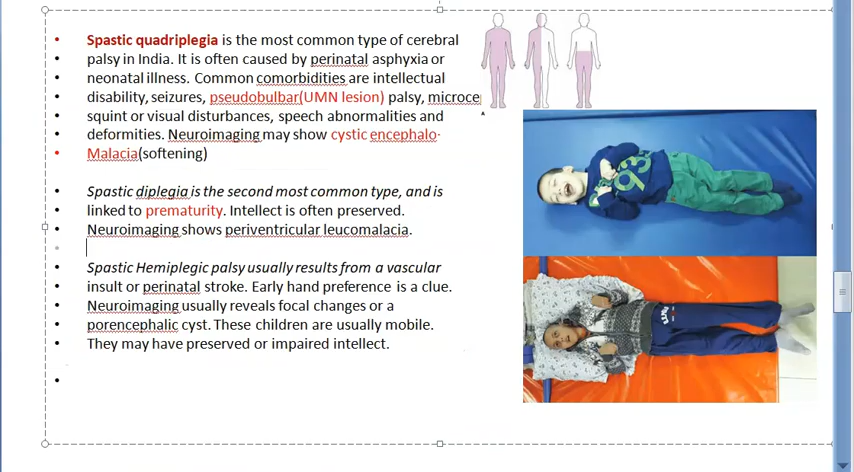 Spastic quadriplegia is the most common type of cerebral
palsy in India. It is often caused by perinatal asphyxia or
neonatal illness. Common comorbidities are intellectual
disability, seizures, pseudobulbar(UMN lesion) palsy, microce
squint or visual disturbances, speech abnormalities and
deformities. Neuroimaging may show cystic encephalo-
Malacia(softening)
Spastic diplegia is the second most common type, and is
linked to prematurity. Intellect is often preserved.
Neuroimaging shows periventricular leucomalacia.
Spastic Hemiplegic palsy usually results from a vascular
insult or perinatal stroke. Early hand preference is a clue.
Neuroimaging usually reveals focal changes or a
porencephalic cyst. These children are usually mobile.
They may have preserved or impaired intellect.
93